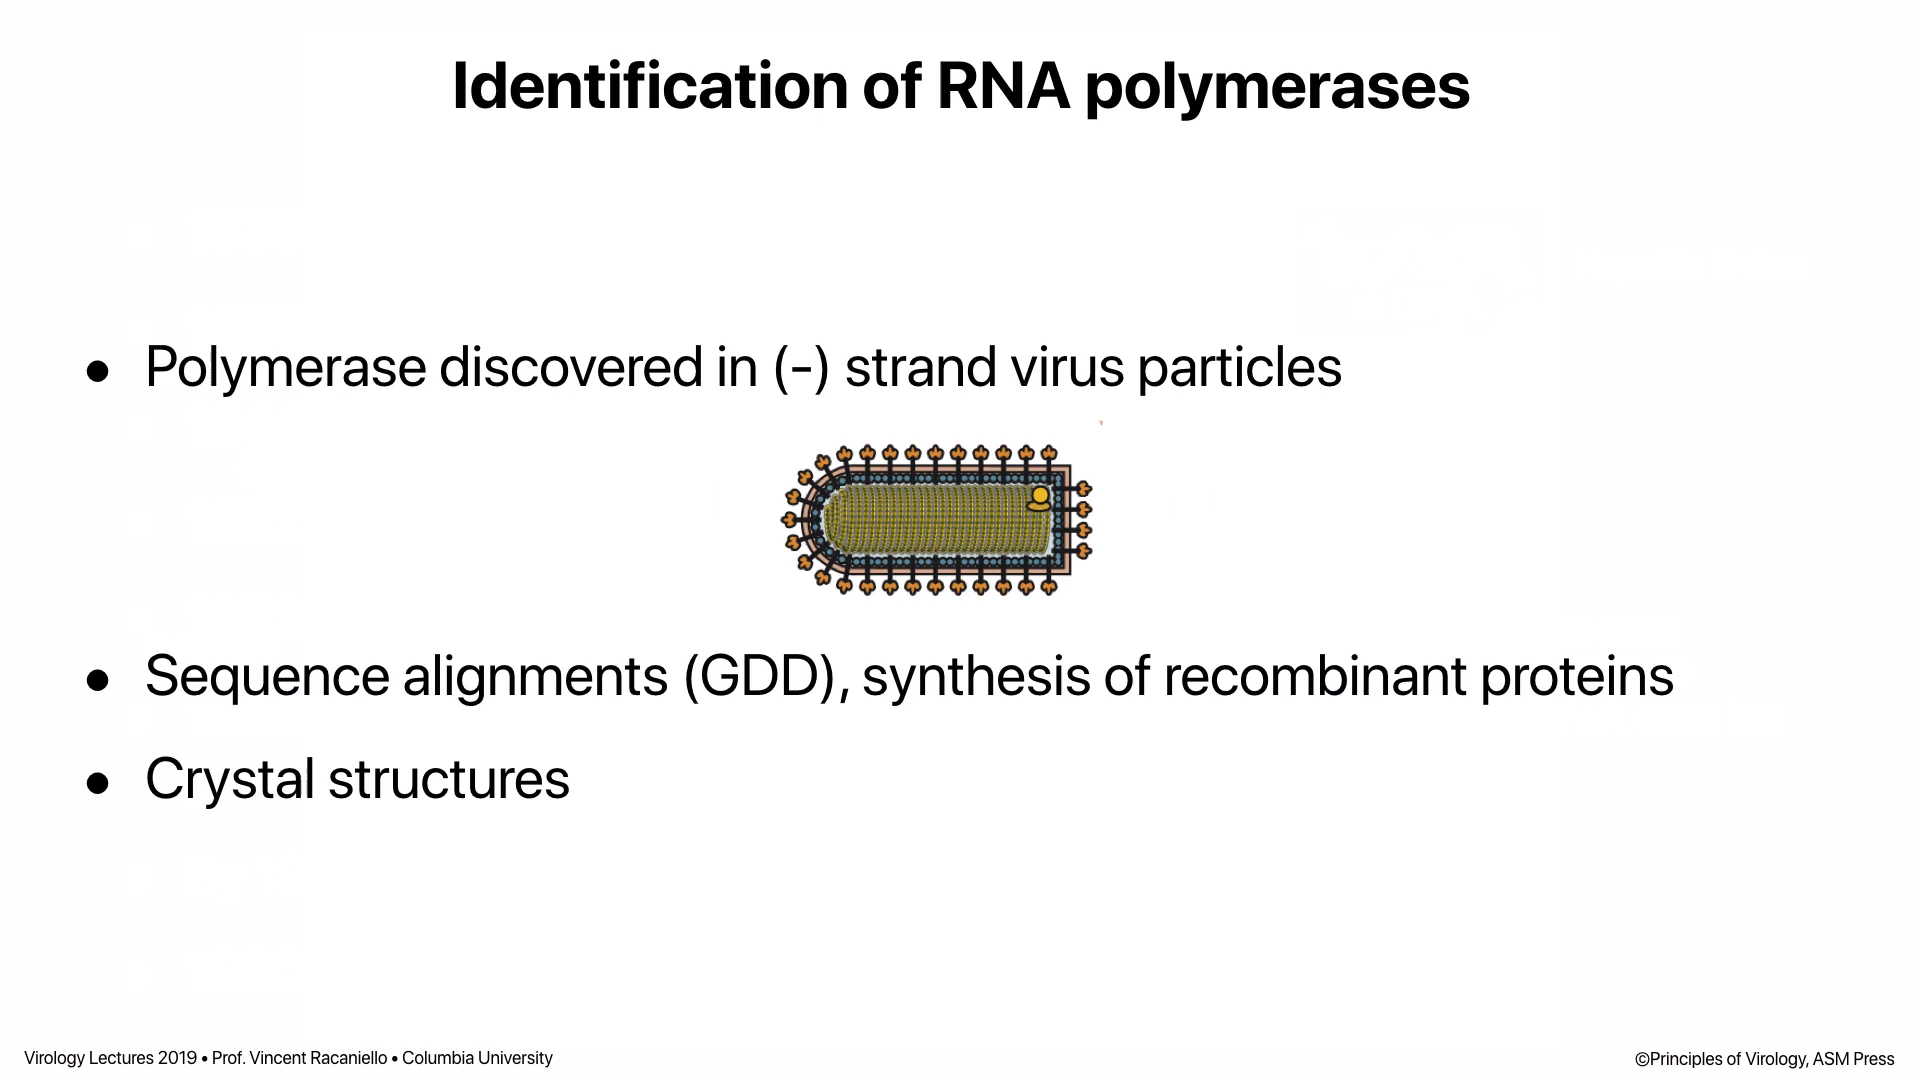 Identification of RNA polymerases
● Polymerase discovered in (-) strand virus particles
● Sequence alignments (GDD), synthesis of recombinant proteins
● Crystal structures
Virology Lectures 2019 • Prof. Vincent Racaniello • Columbia University
©Principles of Virology, ASM Press